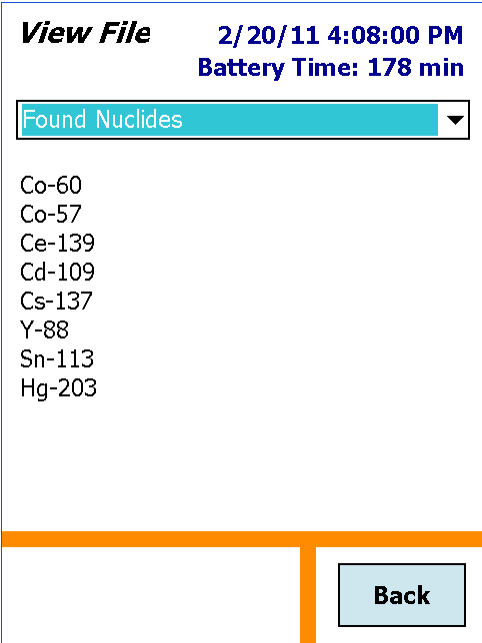 View File
2/20/11 4:08:00 PM
Battery Time: 178 min
Found Nuclides
Co-60
Co-57
Ce-139
Cd-109
Cs-137
Y-88
Sn-113
Hg-203
Back